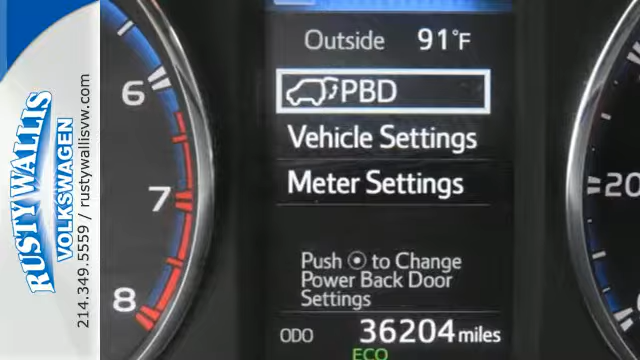 Outside 91°F
PBD
Vehicle Settings
Meter Settings
Push to Change
Power Back Door
Settings
ODO 36204 miles
ECO
6
7
8
20
RUSTY WALLIS
VOLKSWAGEN
214.349.5559 / rustywallisvw.com